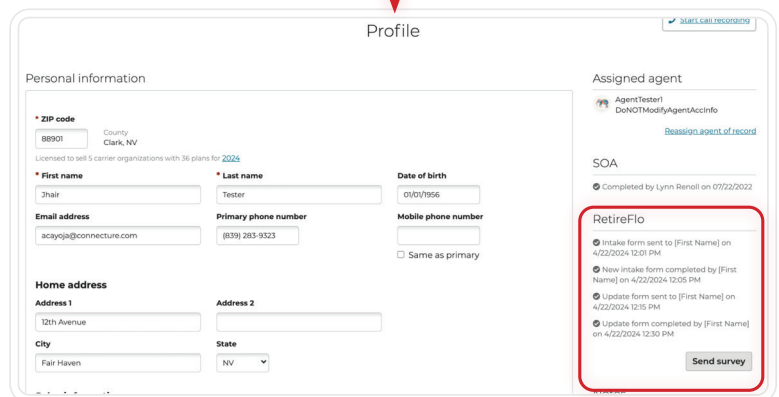 Profile
Start call recording
Personal information
* ZIP code
88901
County
Clark, NV
Licensed to sell 5 carrier organizations with 36 plans for 2024
* First name
* Last name
Date of birth
Jhair
Tester
01/01/1956
Email address
Primary phone number
Mobile phone number
acayoja@connecture.com
(839) 283-9323
Same as primary
Home address
Address 1
Address 2
12th Avenue
City
State
Fair Haven
NV
Assigned agent
AgentTester1
DoNOTModifyAgentAccInfo
Reassign agent of record
SOA
Completed by Lynn Renoll on 07/22/2022
RetireFlo
Intake form sent to [First Name] on
4/22/2024 12:01 PM
New intake form completed by [First
Name] on 4/22/2024 12:05 PM
Update form sent to [First Name] on
4/22/2024 12:15 PM
Update form completed by [First Name]
on 4/22/2024 12:30 PM
Send survey